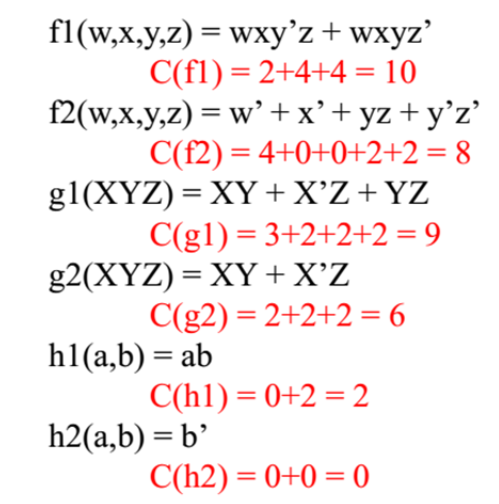 f1(w,x,y,z) = wxy’z + wxyz’
C(f1) = 2+4+4 = 10
f2(w,x,y,z) = w’ + x’ + yz + y’z’
C(f2) = 4+0+0+2+2 = 8
g1(XYZ) = XY + X’Z + YZ
C(g1) = 3+2+2+2 = 9
g2(XYZ) = XY + X’Z
C(g2) = 2+2+2 = 6
h1(a,b) = ab
C(h1) = 0+2 = 2
h2(a,b) = b’
C(h2) = 0+0 = 0